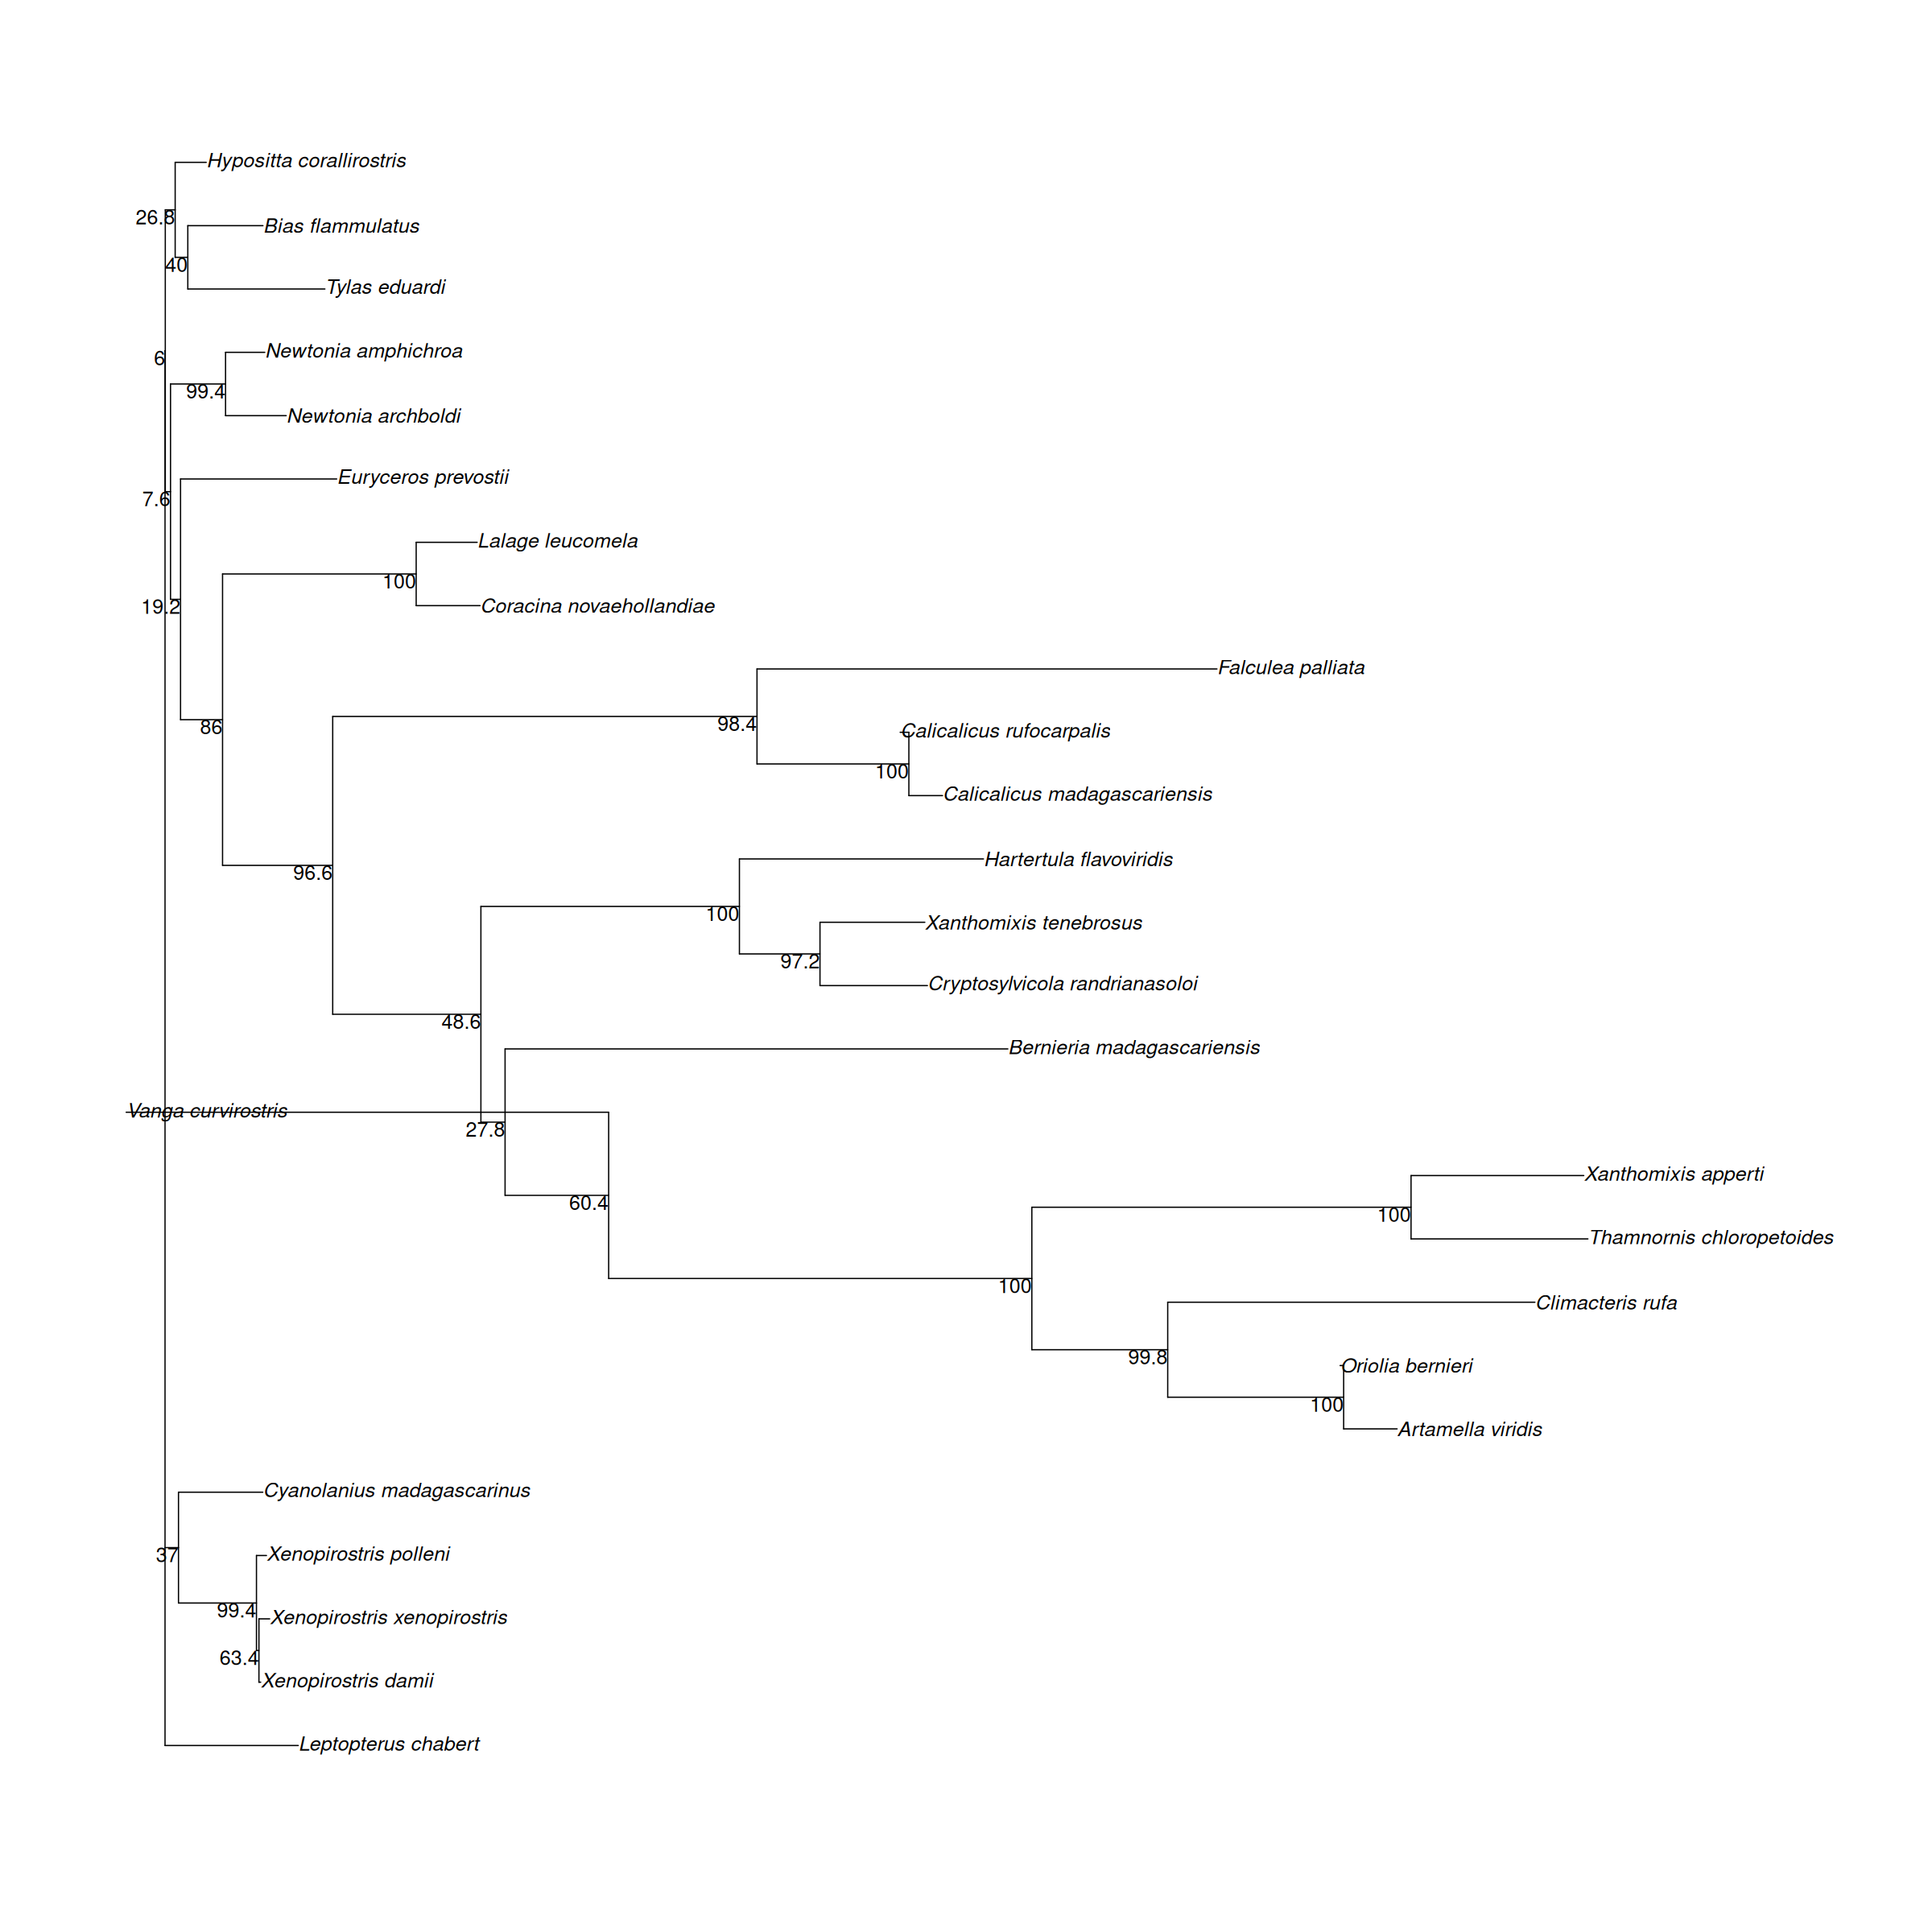 Hypositta corallirostris
26.8
Bias flammulatus
40
Tylas eduardi
Newtonia amphichroa
6
99.4
Newtonia archboldi
Euryceros prevostii
7.6
Lalage leucomela
100
Coracina novaehollandiae
19.2
Falculea palliata
98.4
86
Calicalicus rufocarpalis
100
Calicalicus madagascariensis
Hartertula flavoviridis
96.6
100
Xanthomixis tenebrosus
97.2
Cryptosylvicola randrianasoloi
48.6
Bernieria madagascariensis
Vanga curvirostris
27.8
Xanthomixis apperti
60.4
100
Thamnornis chloropetoides
100
Climacteris rufa
99.8
Oriolia bernieri
100
Artamella viridis
Cyanolanius madagascarinus
37
Xenopirostris polleni
99.4
Xenopirostris xenopirostris
63.4
Xenopirostris damii
Leptopterus chabert